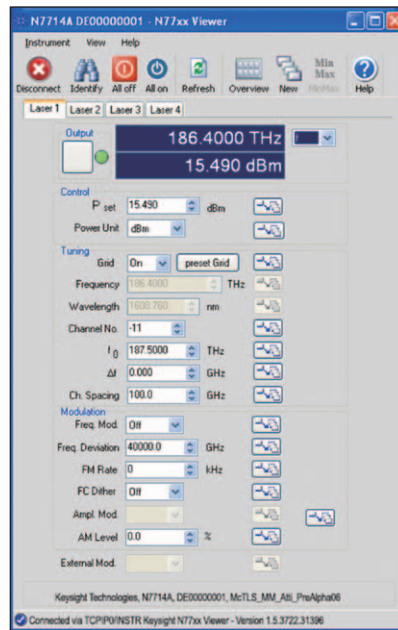 N7714A DE00000001 - N77xx Viewer
Instrument View Help
Disconnect Identify All off All on Refresh Overview New MinMax Help
Min
Max
Laser 1 Laser 2 Laser 3 Laser 4
Output
186.4000 THz
15.490 dBm
Control
P set 15.490 dBm
Power Unit dBm
Tuning
Grid On preset Grid
Frequency 186.4000 THz
Wavelength nm
Channel No. -11
f 0 187.5000 THz
Δf 0.000 GHz
Ch. Spacing 100.0 GHz
Modulation
Freq. Mod. Off
Freq. Deviation 40000.0 GHz
FM Rate 0 kHz
FC Dither Off
Ampl. Mod.
AM Level 0.0 %
External Mod.
Keysight Technologies, N7714A, DE00000001, McTLS_MM_Atti_PreAlpha06
Connected via TCPIP0/INSTR Keysight N77xx Viewer - Version 1.5.3722.31396